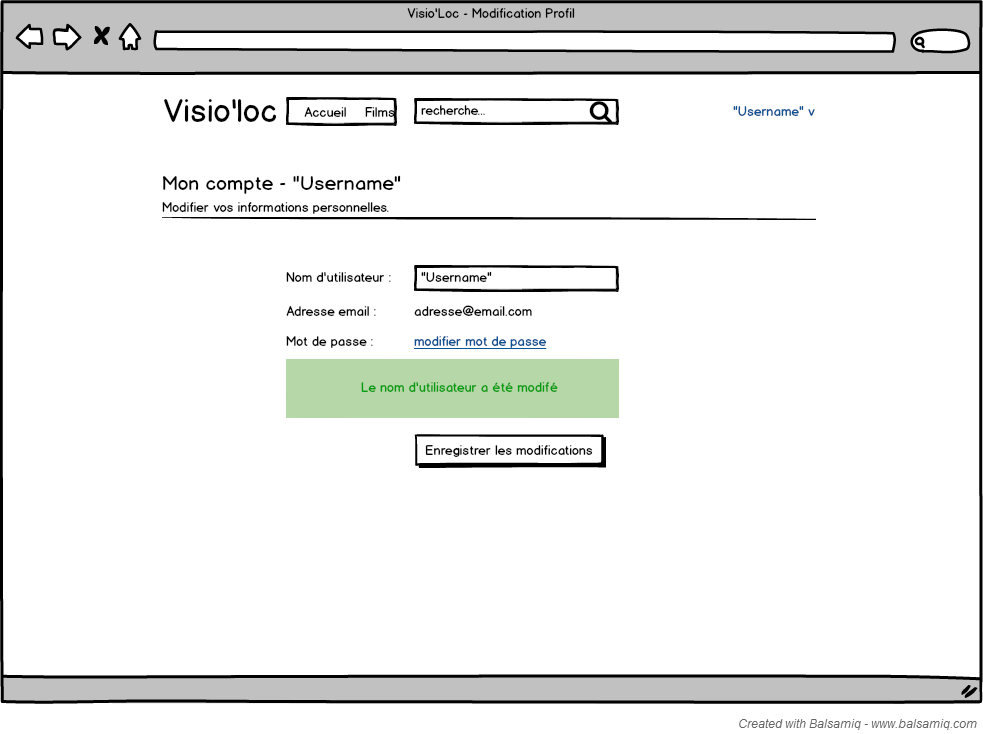 Visio'Loc - Modification Profil
Visio'loc
Accueil Films
recherche...
"Username" v
Mon compte - "Username"
Modifier vos informations personnelles.
Nom d'utilisateur : "Username"
Adresse email : adresse@email.com
Mot de passe : modifier mot de passe
Le nom d'utilisateur a été modifé
Enregistrer les modifications
Created with Balsamiq - www.balsamiq.com